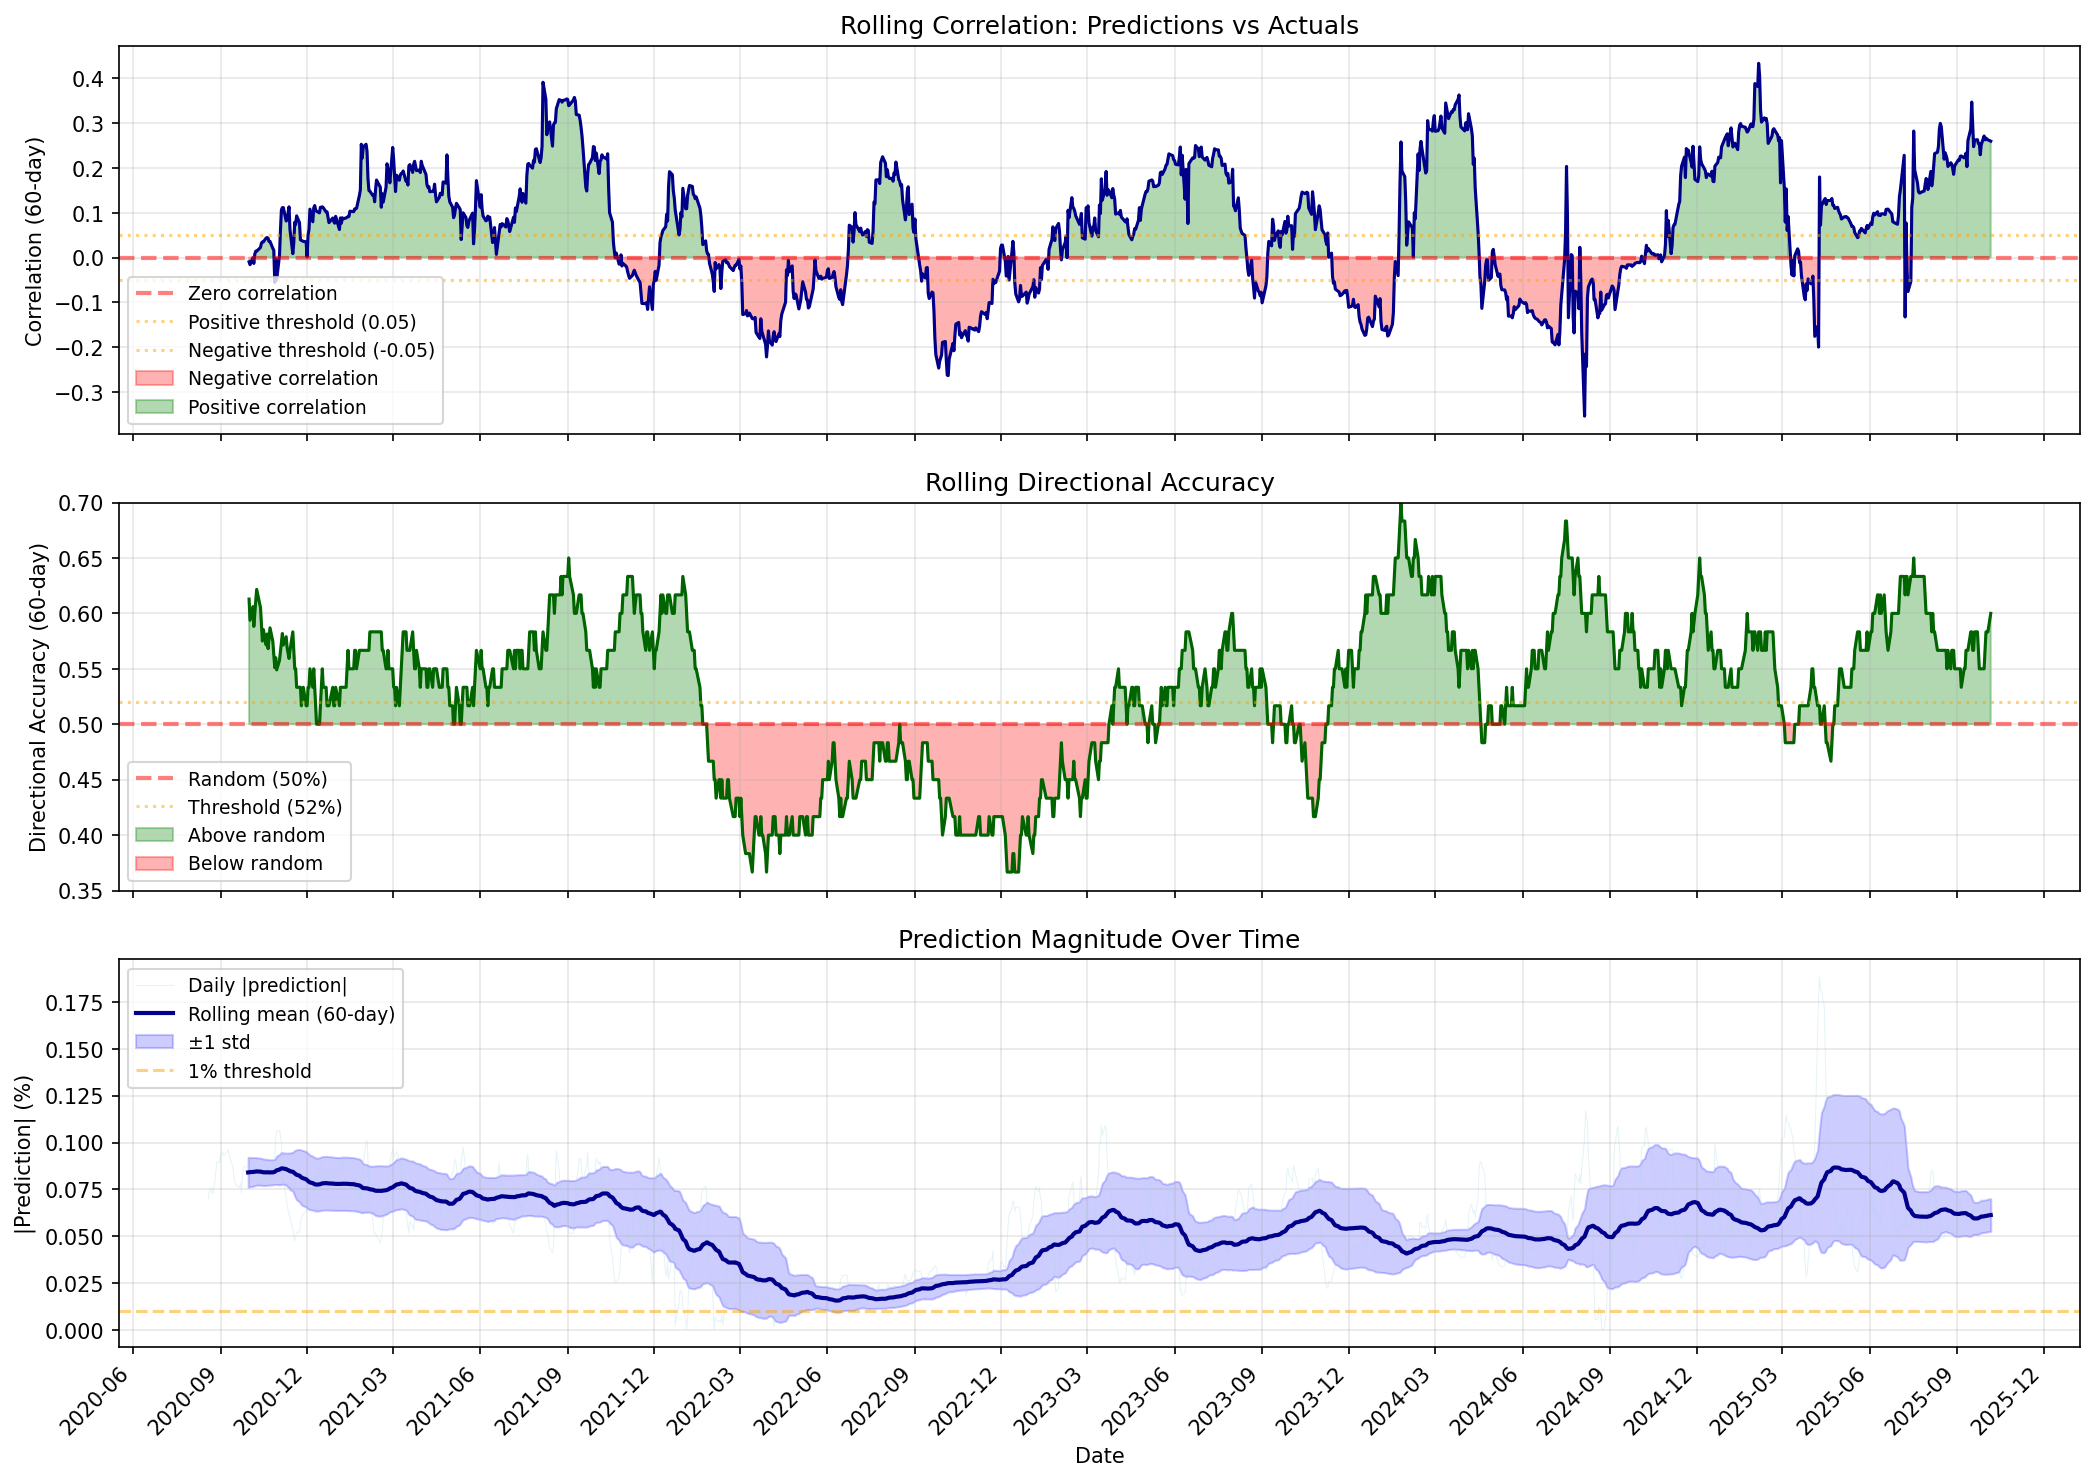 Rolling Correlation: Predictions vs Actuals
Correlation (60-day)
0.4
0.3
0.2
0.1
0.0
−0.1
−0.2
−0.3
Zero correlation
Positive threshold (0.05)
Negative threshold (-0.05)
Negative correlation
Positive correlation
Rolling Directional Accuracy
Directional Accuracy (60-day)
0.70
0.65
0.60
0.55
0.50
0.45
0.40
0.35
Random (50%)
Threshold (52%)
Above random
Below random
Prediction Magnitude Over Time
|Prediction| (%)
0.175
0.150
0.125
0.100
0.075
0.050
0.025
0.000
Daily |prediction|
Rolling mean (60-day)
±1 std
1% threshold
2020-06
2020-09
2020-12
2021-03
2021-06
2021-09
2021-12
2022-03
2022-06
2022-09
2022-12
2023-03
2023-06
2023-09
2023-12
2024-03
2024-06
2024-09
2024-12
2025-03
2025-06
2025-09
2025-12
Date